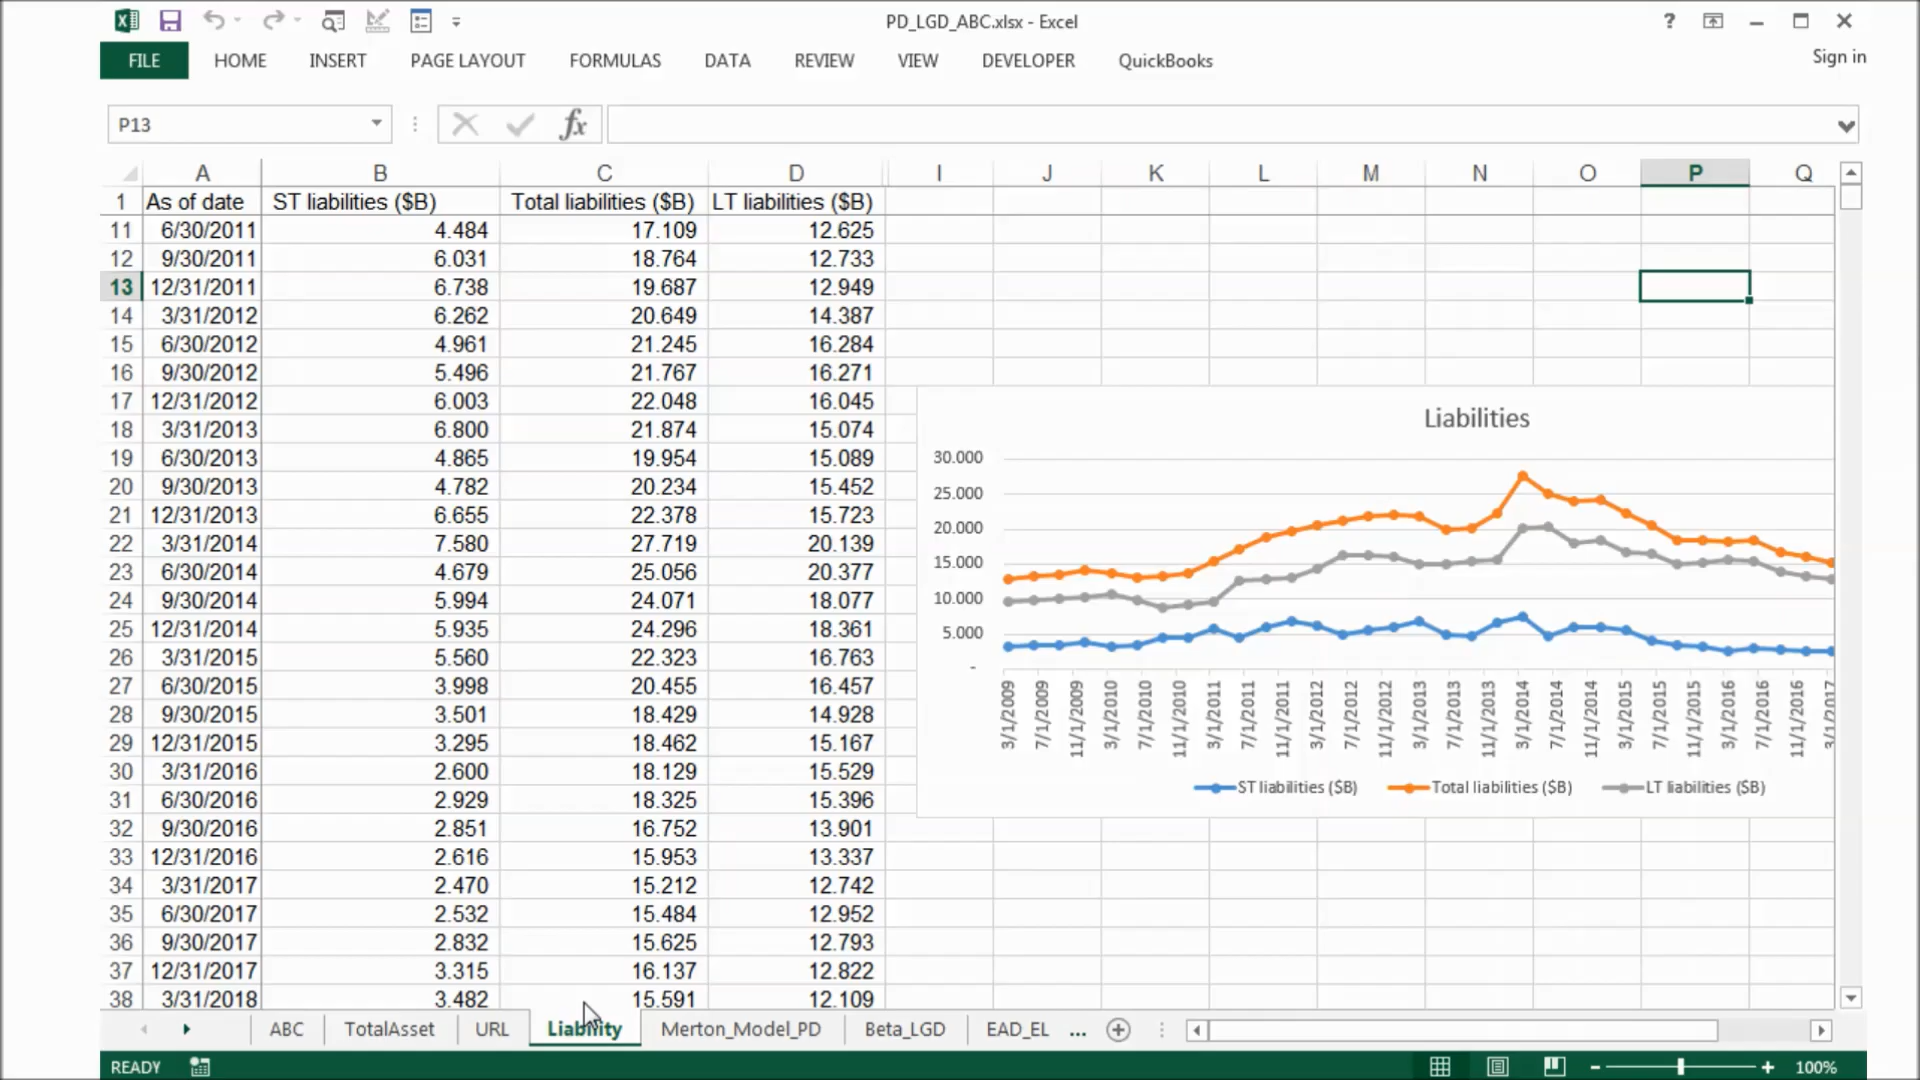 PD_LGD_ABC.xlsx - Excel
?
Sign in
FILE HOME INSERT PAGE LAYOUT FORMULAS DATA REVIEW VIEW DEVELOPER QuickBooks
P13 fx
A B C D I J K L M N O P Q
1 As of date ST liabilities ($B) Total liabilities ($B) LT liabilities ($B)
11 6/30/2011 4.484 17.109 12.625
12 9/30/2011 6.031 18.764 12.733
13 12/31/2011 6.738 19.687 12.949
14 3/31/2012 6.262 20.649 14.387
15 6/30/2012 4.961 21.245 16.284
16 9/30/2012 5.496 21.767 16.271
17 12/31/2012 6.003 22.048 16.045
18 3/31/2013 6.800 21.874 15.074
19 6/30/2013 4.865 19.954 15.089
20 9/30/2013 4.782 20.234 15.452
21 12/31/2013 6.655 22.378 15.723
22 3/31/2014 7.580 27.719 20.139
23 6/30/2014 4.679 25.056 20.377
24 9/30/2014 5.994 24.071 18.077
25 12/31/2014 5.935 24.296 18.361
26 3/31/2015 5.560 22.323 16.763
27 6/30/2015 3.998 20.455 16.457
28 9/30/2015 3.501 18.429 14.928
29 12/31/2015 3.295 18.462 15.167
30 3/31/2016 2.600 18.129 15.529
31 6/30/2016 2.929 18.325 15.396
32 9/30/2016 2.851 16.752 13.901
33 12/31/2016 2.616 15.953 13.337
34 3/31/2017 2.470 15.212 12.742
35 6/30/2017 2.532 15.484 12.952
36 9/30/2017 2.832 15.625 12.793
37 12/31/2017 3.315 16.137 12.822
38 3/31/2018 3.482 15.591 12.109
Liabilities
30.000
25.000
20.000
15.000
10.000
5.000
-
3/1/2009 7/1/2009 11/1/2009 3/1/2010 7/1/2010 11/1/2010 3/1/2011 7/1/2011 11/1/2011 3/1/2012 7/1/2012 11/1/2012 3/1/2013 7/1/2013 11/1/2013 3/1/2014 7/1/2014 11/1/2014 3/1/2015 7/1/2015 11/1/2015 3/1/2016 7/1/2016 11/1/2016 3/1/2017
ST liabilities ($B) Total liabilities ($B) LT liabilities ($B)
ABC TotalAsset URL Liability Merton_Model_PD Beta_LGD EAD_EL ...
READY 100%